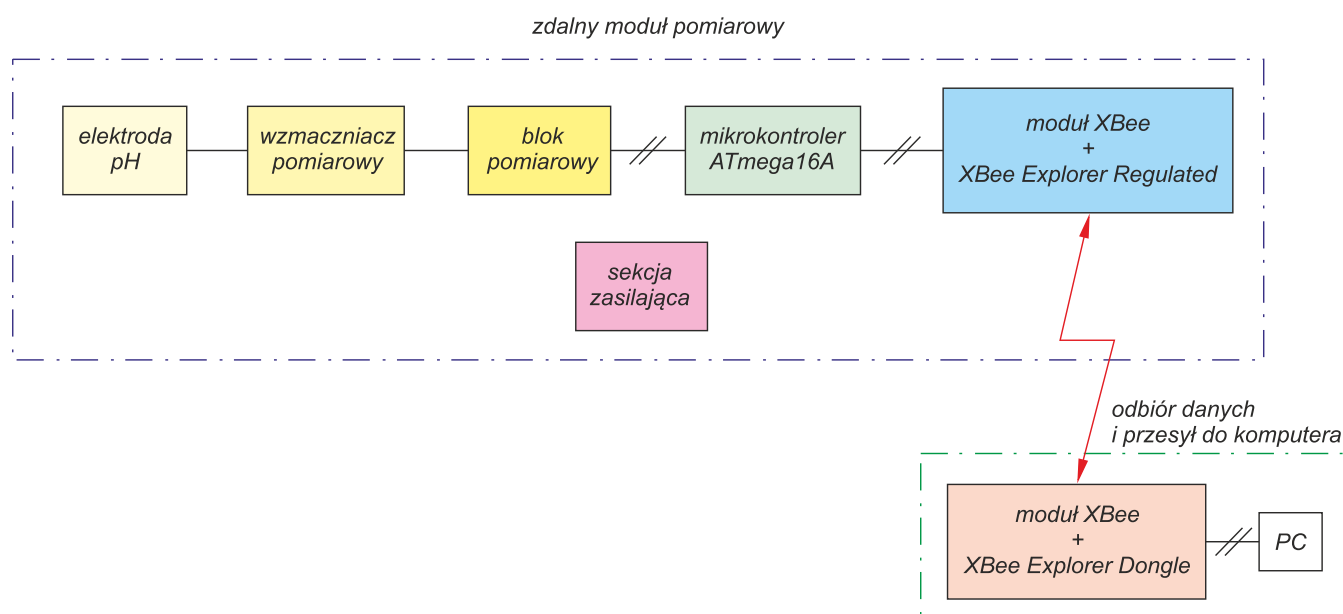 zdalny moduł pomiarowy
elektroda
pH
wzmacniacz
pomiarowy
blok
pomiarowy
mikrokontroler
ATmega16A
moduł XBee
+
XBee Explorer Regulated
sekcja
zasilająca
odbiór danych
i przesył do komputera
moduł XBee
+
XBee Explorer Dongle
PC